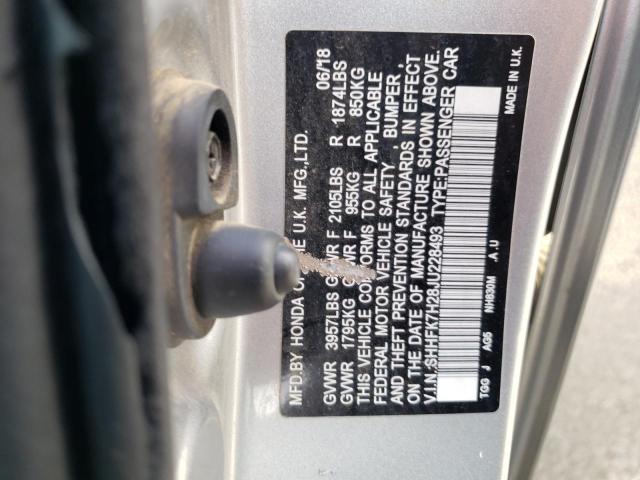 MFD.BY HONDA OF THE U.K. MFG.,LTD. 06/18
GVWR 3957LBS GAWR F 2105LBS R 1874LBS
GVWR 1795KG GAWR F 955KG R 850KG
THIS VEHICLE CONFORMS TO ALL APPLICABLE
FEDERAL MOTOR VEHICLE SAFETY, BUMPER,
AND THEFT PREVENTION STANDARDS IN EFFECT
ON THE DATE OF MANUFACTURE SHOWN ABOVE.
V.I.N.:SHHFK7H28JU228493 TYPE:PASSENGER CAR
TGG J AG5 NH830M .A .U MADE IN U.K.